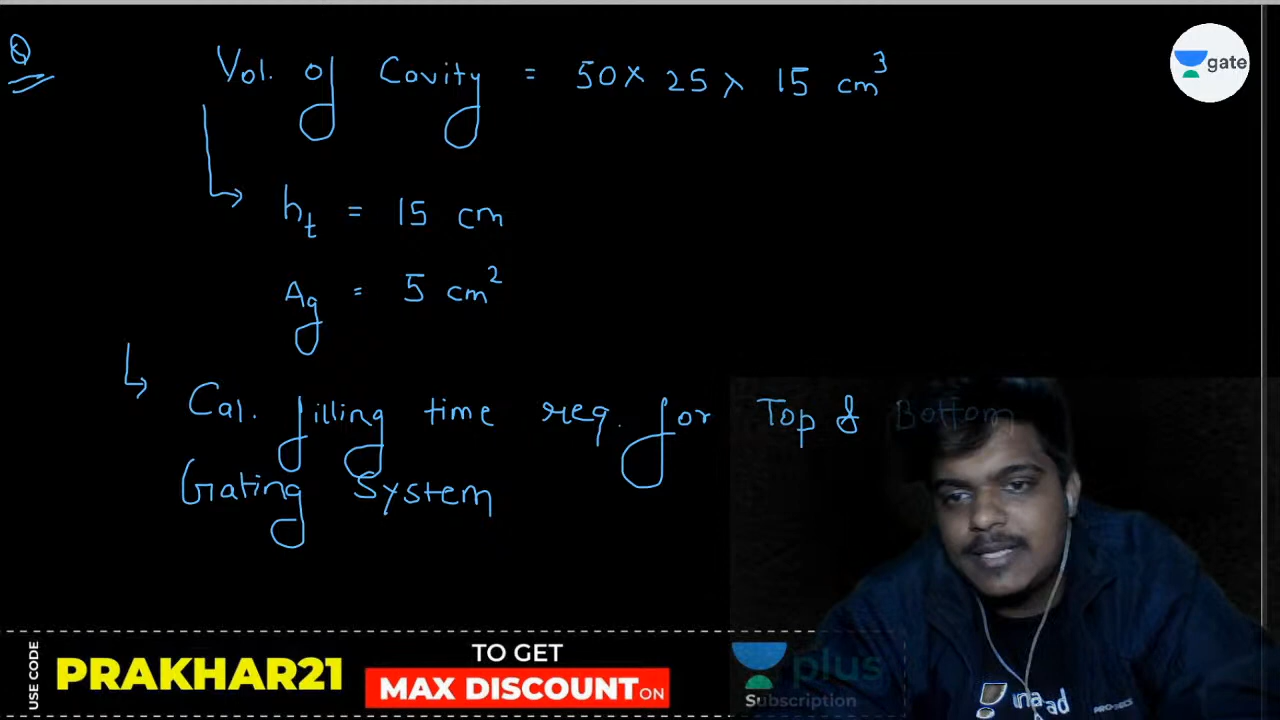 Q
Vol. of Cavity = 50 x 25 x 15 cm³
gate
hₜ = 15 cm
Ag = 5 cm²
Cal. filling time req. for Top & Bottom
Gating System
USE CODE
PRAKHAR21
TO GET
MAX DISCOUNT ON
plus
Subscription